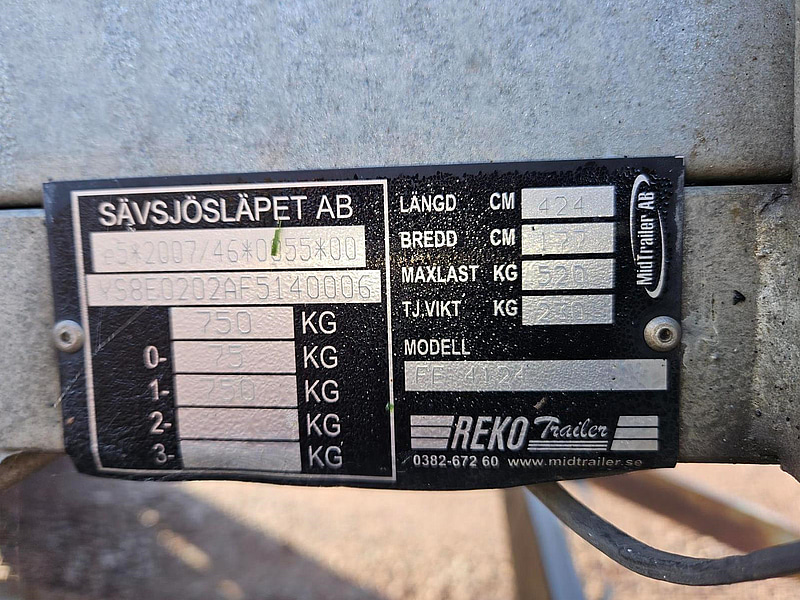 SÄVSJÖSLÄPET AB
e5*2007/46*0055*00
YS8E0202AF5140006
750 KG
0- 75 KG
1- 750 KG
2- KG
3- KG
LÄNGD CM 424
BREDD CM 177
MAXLAST KG 520
TJ,VIKT KG 230
MODELL
4124
REKO Trailer
0382-672 60 www.midtrailer.se
MidTrailer AB